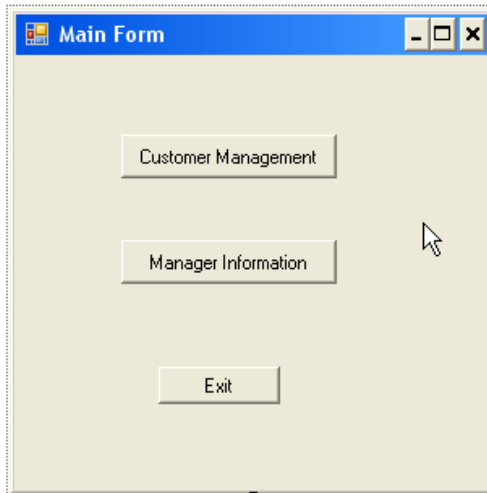 Main Form
Customer Management
Manager Information
Exit